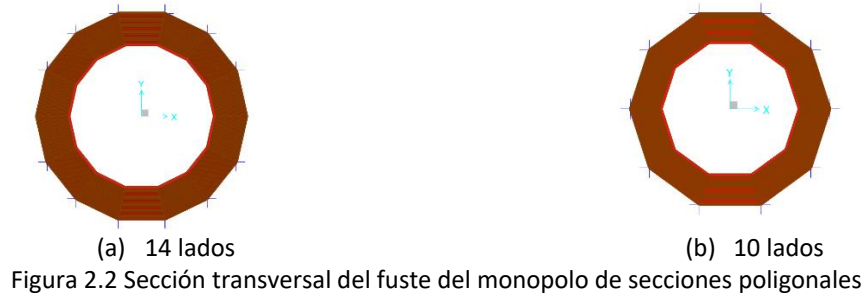 Y
X
Y
X
(a) 14 lados
(b) 10 lados
Figura 2.2 Sección transversal del fuste del monopolo de secciones poligonales